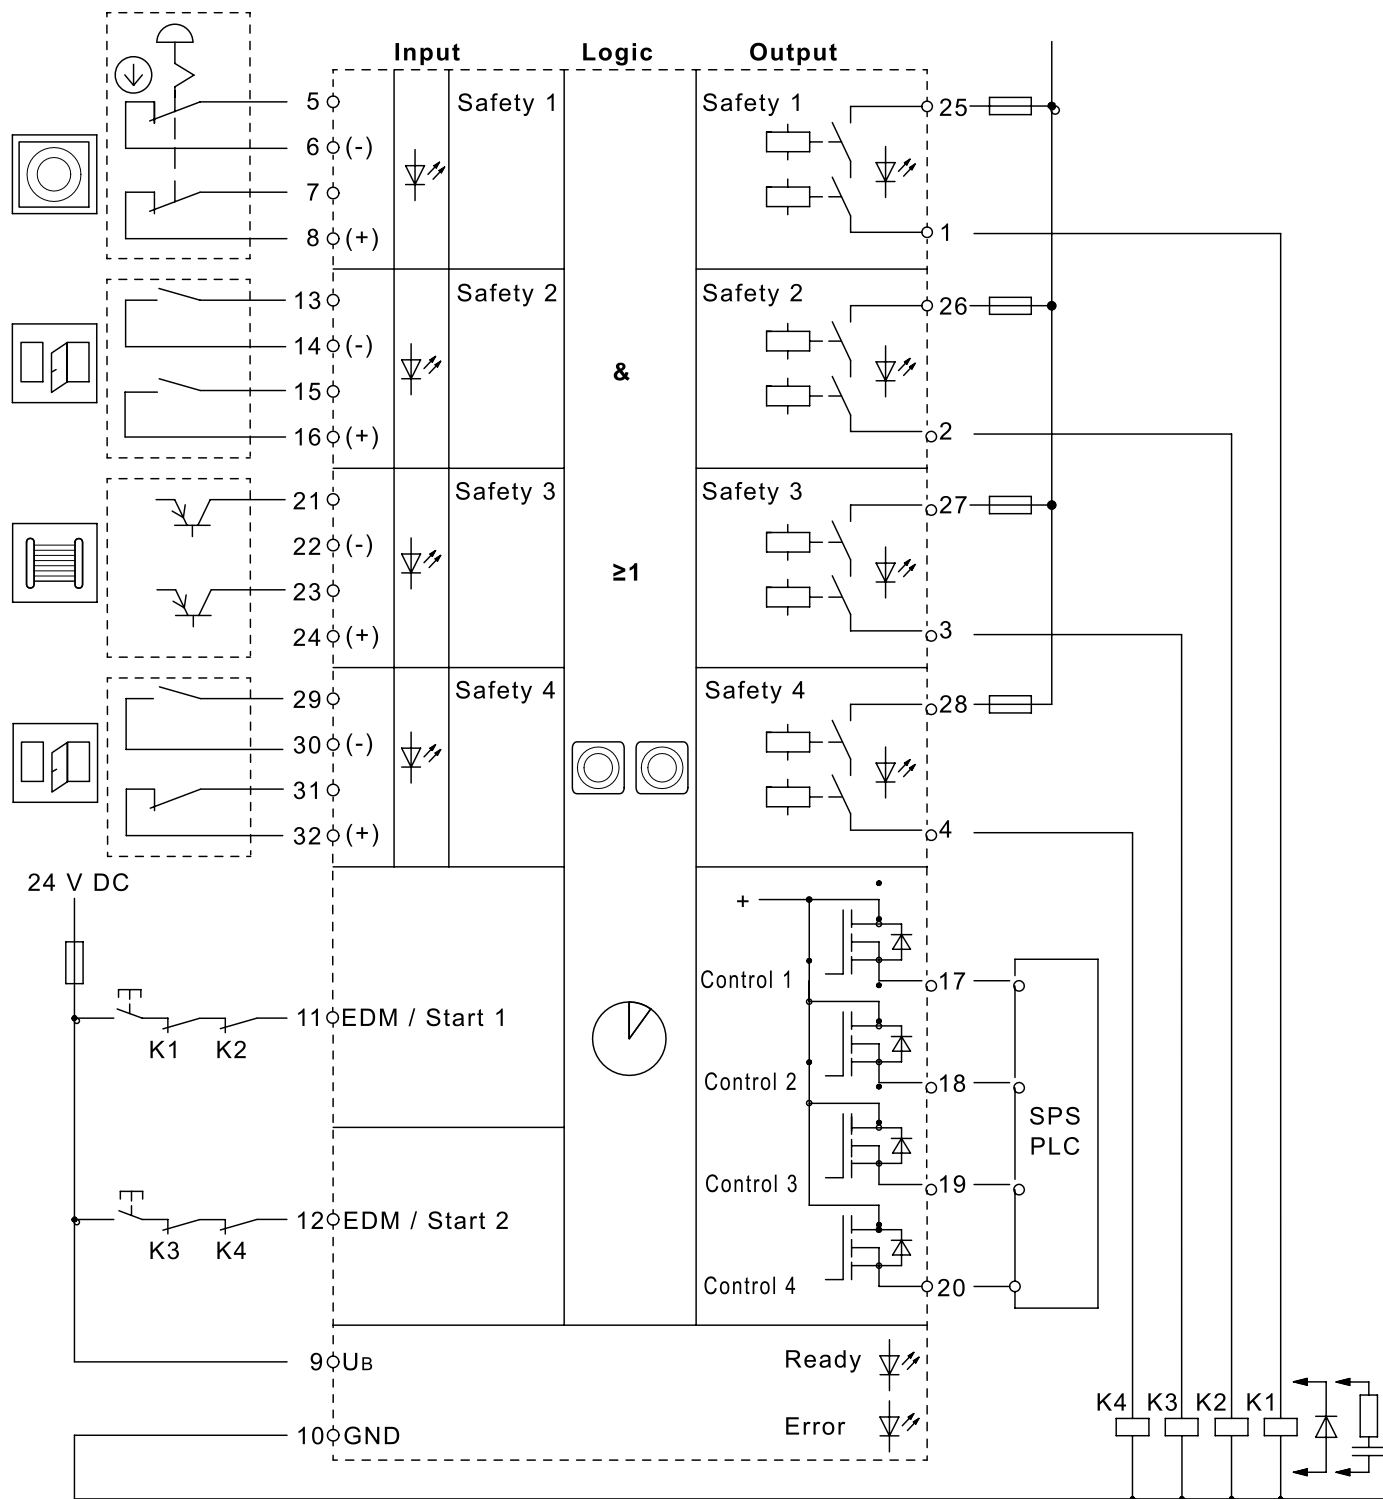 Input Logic Output
5 Safety 1 Safety 1 25
6 (-)
7
8 (+) 1
13 Safety 2 Safety 2 26
14 (-)
&
15
16 (+) 2
21 Safety 3 Safety 3 27
22 (-)
≥1
23
24 (+) 3
29 Safety 4 Safety 4 28
30 (-)
31
32 (+) 4
24 V DC
+
Control 1 17
11 EDM / Start 1
K1 K2
Control 2 18
SPS
PLC
Control 3 19
12 EDM / Start 2
K3 K4
Control 4 20
9 UB Ready
K4 K3 K2 K1
10 GND Error